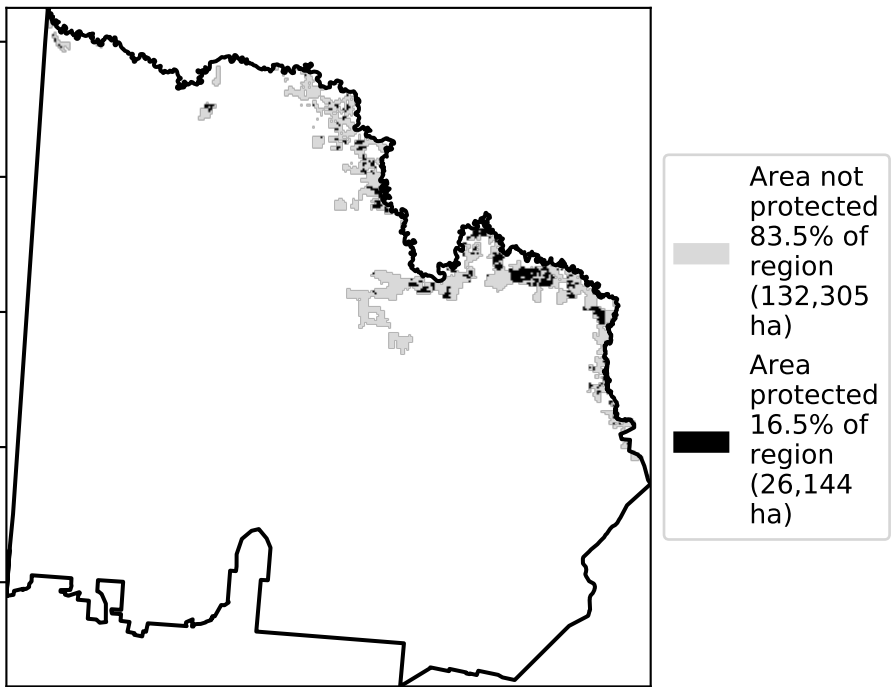 Area not
protected
83.5% of
region
(132,305
ha)
Area
protected
16.5% of
region
(26,144
ha)